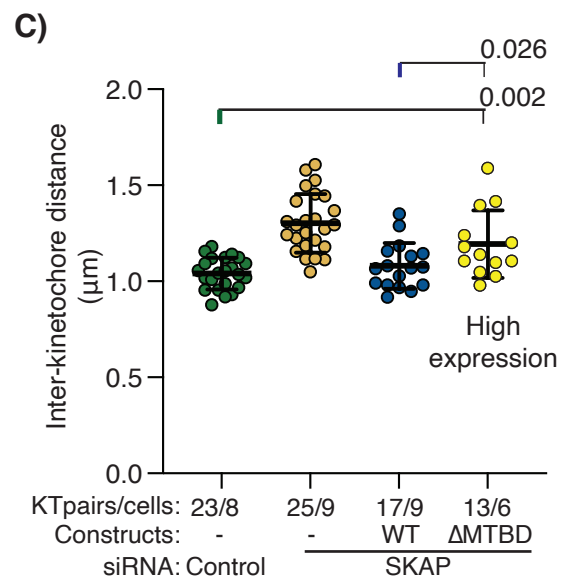 C)
0.026
0.002
2.0
1.5
1.0
0.5
0.0
Inter-kinetochore distance
(μm)
High
expression
KTpairs/cells: 23/8 25/9 17/9 13/6
Constructs: - - WT ΔMTBD
siRNA: Control SKAP